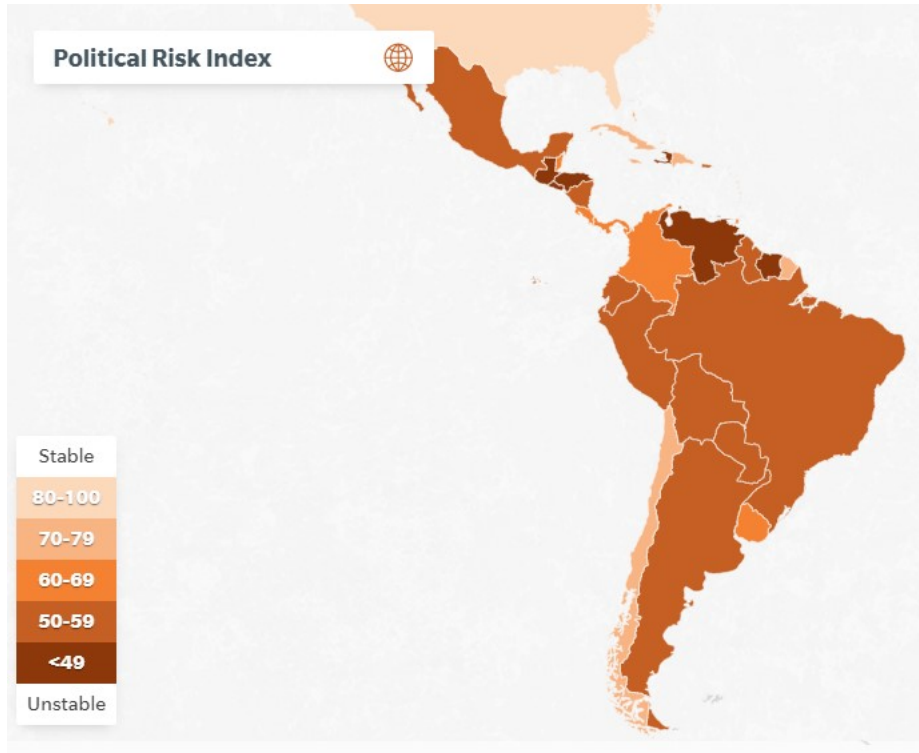 Political Risk Index
Stable
80-100
70-79
60-69
50-59
<49
Unstable